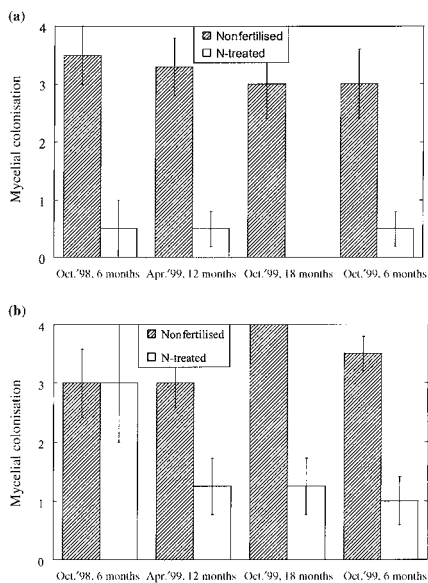 (a)
4
Nonfertilised
N-treated
3
2
1
0
Mycelial colonisation
Oct.'98, 6 months Apr.'99, 12 months Oct.'99, 18 months Oct.'99, 6 months
(b)
4
Nonfertilised
N-treated
3
2
1
0
Mycelial colonisation
Oct.'98, 6 months Apr.'99, 12 months Oct.'99, 18 months Oct.'99, 6 months